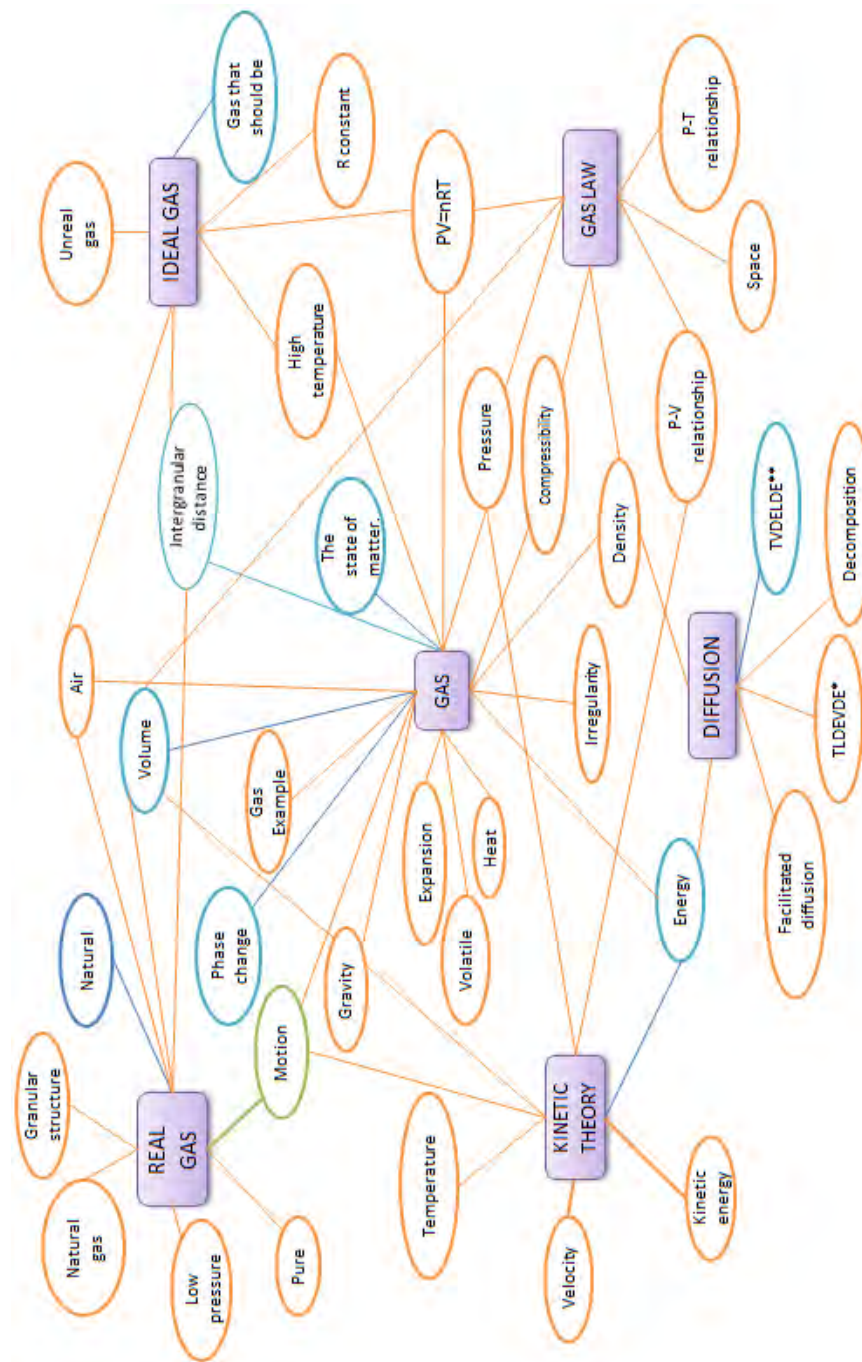 Unreal
gas
Gas that
should be
IDEAL GAS
R constant
High
temperature
PV=nRT
Intergranular
distance
Air
Volume
The
state of
matter.
Gas
Example
Natural
Phase
change
Granular
structure
Natural
gas
REAL
GAS
Low
pressure
Pure
Motion
Gravity
GAS
Expansion
Volatile
Heat
Irregularity
Pressure
Compressibility
Density
GAS LAW
P-T
relationship
Space
P-V
relationship
Temperature
KINETIC
THEORY
Velocity
Kinetic
energy
Energy
DIFFUSION
TVDELDE**
Decomposition
TLDEVDE*
Facilitated
diffusion